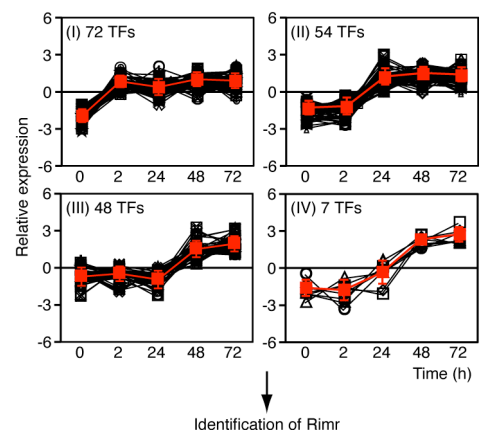 (I) 72 TFs
(II) 54 TFs
6
3
0
-3
-6
0 2 24 48 72
6
3
0
-3
-6
0 2 24 48 72
Relative expression
(III) 48 TFs
(IV) 7 TFs
6
3
0
-3
-6
0 2 24 48 72
6
3
0
-3
-6
0 2 24 48 72
Time (h)
Identification of Rimr